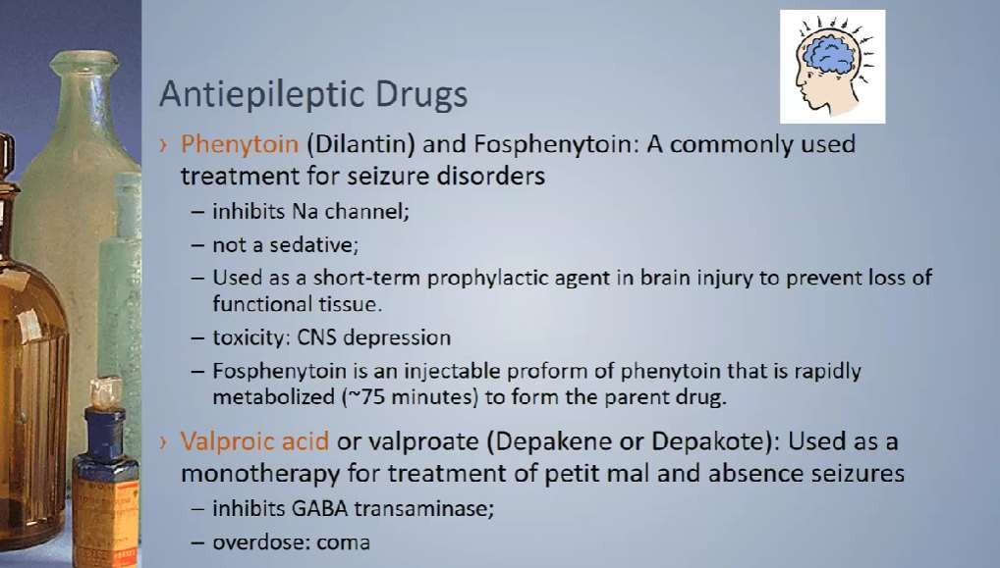 Antiepileptic Drugs
› Phenytoin (Dilantin) and Fosphenytoin: A commonly used
treatment for seizure disorders
– inhibits Na channel;
– not a sedative;
– Used as a short-term prophylactic agent in brain injury to prevent loss of
functional tissue.
– toxicity: CNS depression
– Fosphenytoin is an injectable proform of phenytoin that is rapidly
metabolized (~75 minutes) to form the parent drug.
› Valproic acid or valproate (Depakene or Depakote): Used as a
monotherapy for treatment of petit mal and absence seizures
– inhibits GABA transaminase;
– overdose: coma